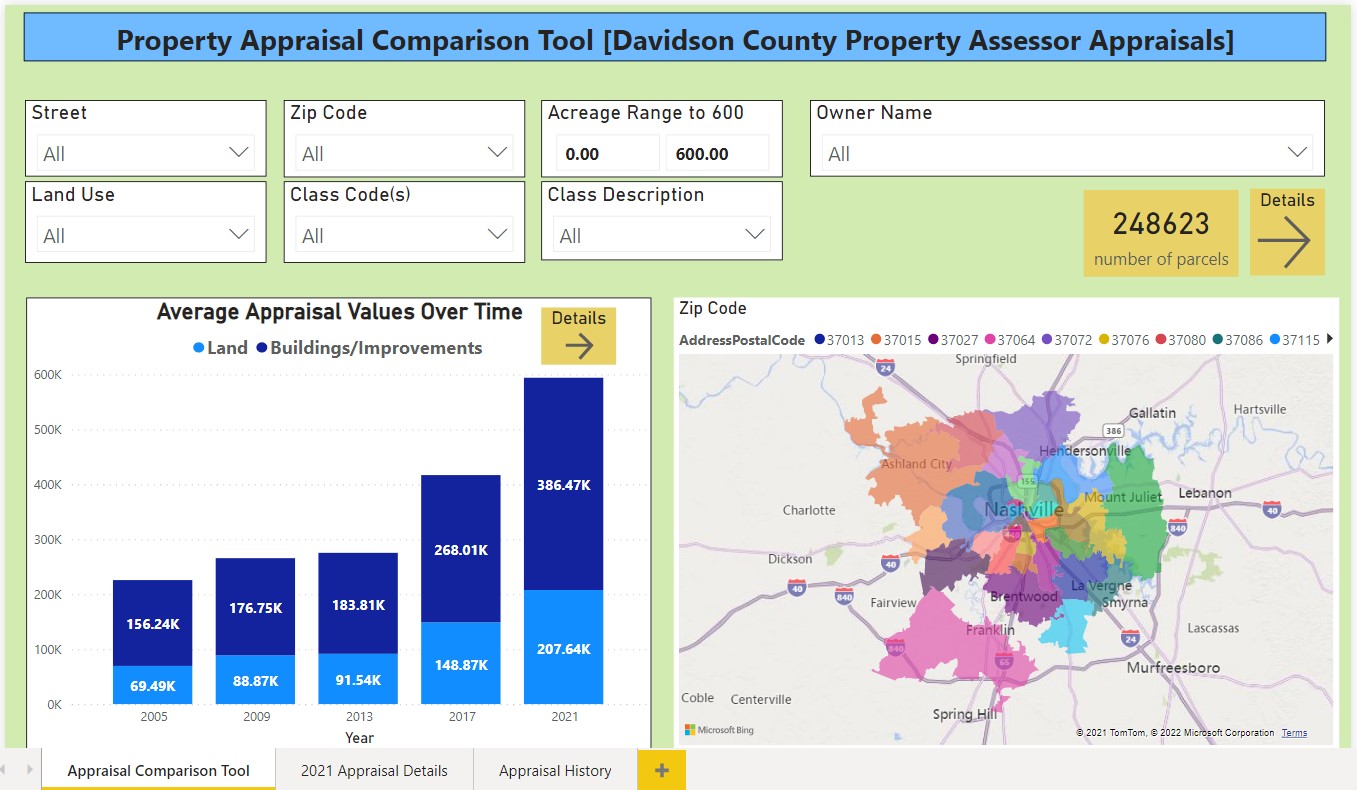 Property Appraisal Comparison Tool [Davidson County Property Assessor Appraisals]
Street
All
Zip Code
All
Acreage Range to 600
0.00 600.00
Owner Name
All
Land Use
All
Class Code(s)
All
Class Description
All
248623
number of parcels
Details
Average Appraisal Values Over Time
Details
Land Buildings/Improvements
600K
500K
400K
300K
200K
100K
0K
156.24K
69.49K
176.75K
88.87K
183.81K
91.54K
268.01K
148.87K
386.47K
207.64K
2005 2009 2013 2017 2021
Year
Zip Code
AddressPostalCode 37013 37015 37027 37064 37072 37076 37080 37086 37115
Springfield
24
Gallatin
Hartsville
386
Hendersonville
Ashland City
155
Mount Juliet
Lebanon
Charlotte
Nashville
40
840
440
Dickson
40
40
840
La Vergne
Fairview
Brentwood
Smyrna
Franklin
24
Lascassas
840
65
Murfreesboro
Coble
Centerville
Spring Hill
Microsoft Bing
© 2021 TomTom, © 2022 Microsoft Corporation Terms
Appraisal Comparison Tool
2021 Appraisal Details
Appraisal History
+